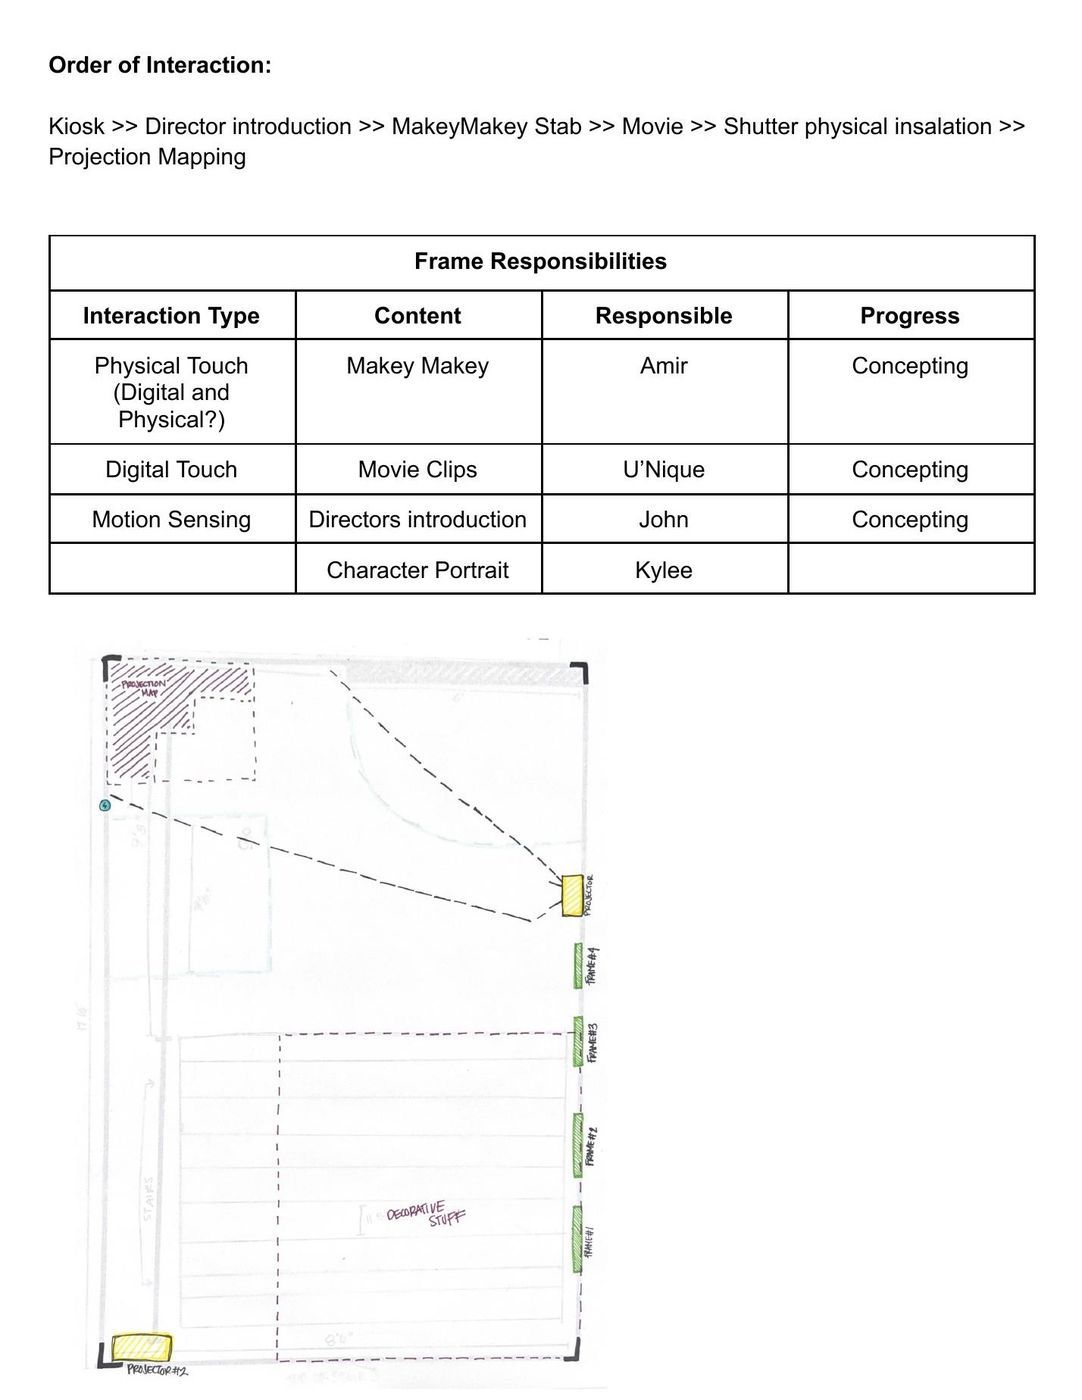 Order of Interaction:
Kiosk >> Director introduction >> MakeyMakey Stab >> Movie >> Shutter physical insalation >>
Projection Mapping
Frame Responsibilities
Interaction Type Content Responsible Progress
Physical Touch
(Digital and
Physical?) Makey Makey Amir Concepting
Digital Touch Movie Clips U’Nique Concepting
Motion Sensing Directors introduction John Concepting
Character Portrait Kylee
PROJECTION
MAP
PROJECTOR
FRAME#4
FRAME#3
FRAME#2
FRAME#1
STAIRS
DECORATIVE
STUFF
8'0"
PROJECTOR#2